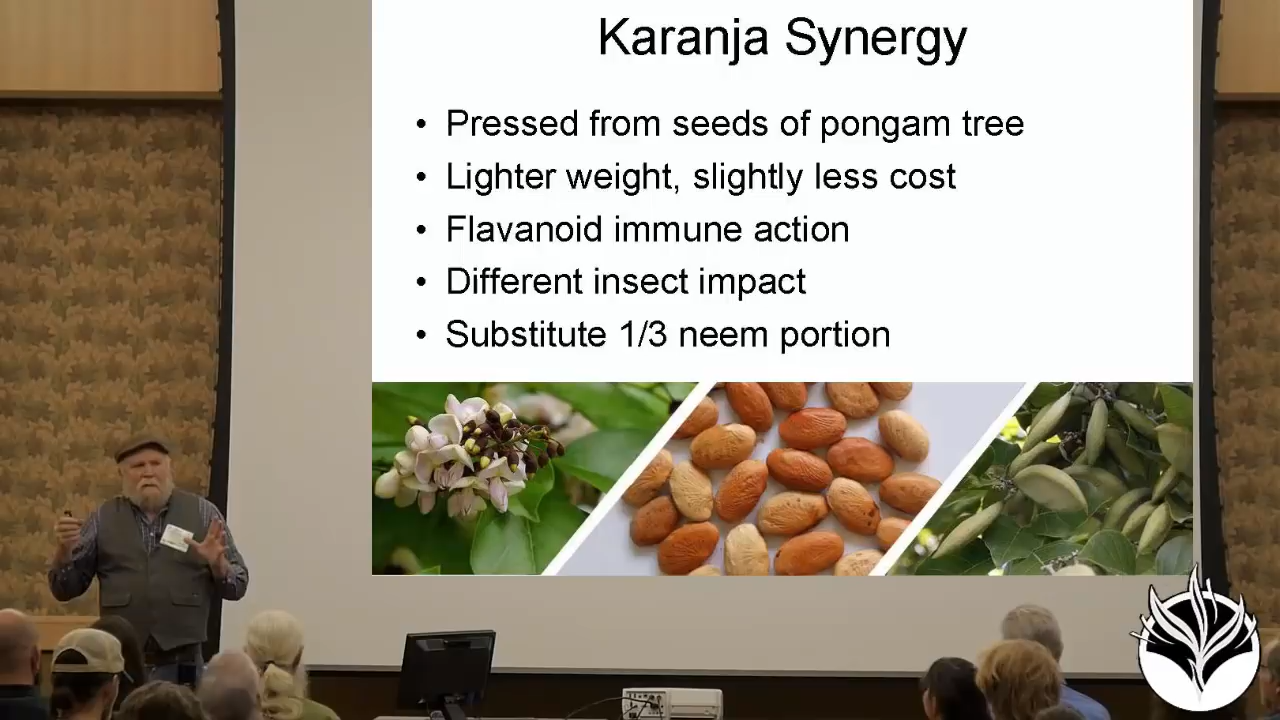 Karanja Synergy
• Pressed from seeds of pongam tree
• Lighter weight, slightly less cost
• Flavanoid immune action
• Different insect impact
• Substitute 1/3 neem portion